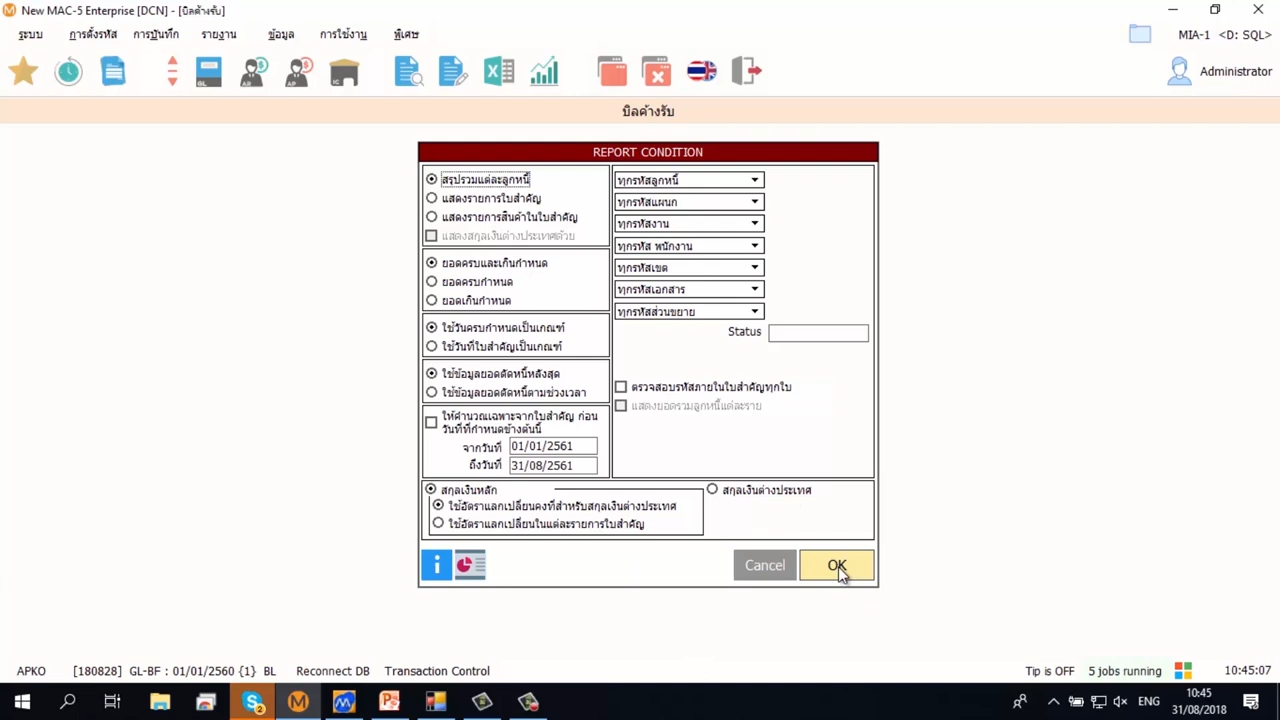 New MAC-5 Enterprise [DCN] - [บิลค้างรับ]
ระบบ การตั้งรหัส การบันทึก รายงาน ข้อมูล การใช้งาน พิเศษ MIA-1 <D: SQL>
GL AR AP IC Administrator
บิลค้างรับ
REPORT CONDITION
สรุปรวมแต่ละลูกหนี้ ทุกรหัสลูกหนี้
แสดงรายการใบสำคัญ ทุกรหัสแผนก
แสดงรายการสินค้าในใบสำคัญ ทุกรหัสงาน
แสดงสกุลเงินต่างประเทศด้วย ทุกรหัส พนักงาน
ยอดครบและเกินกำหนด ทุกรหัสเขต
ยอดครบกำหนด ทุกรหัสเอกสาร
ยอดเกินกำหนด ทุกรหัสส่วนขยาย
ใช้วันครบกำหนดเป็นเกณฑ์ Status
ใช้วันที่ใบสำคัญเป็นเกณฑ์
ใช้ข้อมูลยอดตัดหนี้หลังสุด ตรวจสอบรหัสภายในใบสำคัญทุกใบ
ใช้ข้อมูลยอดตัดหนี้ตามช่วงเวลา แสดงยอดรวมลูกหนี้แต่ละราย
ให้คำนวณเฉพาะจากใบสำคัญ ก่อน
วันที่ที่กำหนดข้างต้นนี้
จากวันที่ 01/01/2561
ถึงวันที่ 31/08/2561
สกุลเงินหลัก สกุลเงินต่างประเทศ
ใช้อัตราแลกเปลี่ยนคงที่สำหรับสกุลเงินต่างประเทศ
ใช้อัตราแลกเปลี่ยนในแต่ละรายการใบสำคัญ
i Cancel OK
APKO [180828] GL-BF : 01/01/2560 {1} BL Reconnect DB Transaction Control Tip is OFF 5 jobs running 10:45:07
ENG 10:45
31/08/2018